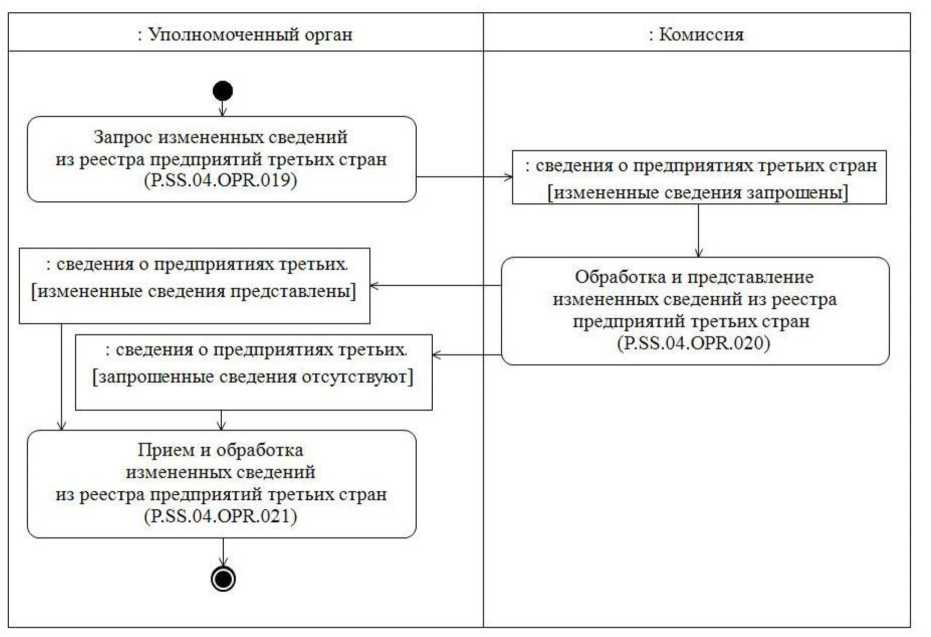 : Уполномоченный орган
: Комиссия
Запрос измененных сведений
из реестра предприятий третьих стран
(P.SS.04.OPR.019)
: сведения о предприятиях третьих стран
[измененные сведения запрошены]
: сведения о предприятиях третьих.
[измененные сведения представлены]
Обработка и представление
измененных сведений из реестра
предприятий третьих стран
(P.SS.04.OPR.020)
: сведения о предприятиях третьих.
[запрошенные сведения отсутствуют]
Прием и обработка
измененных сведений
из реестра предприятий третьих стран
(P.SS.04.OPR.021)